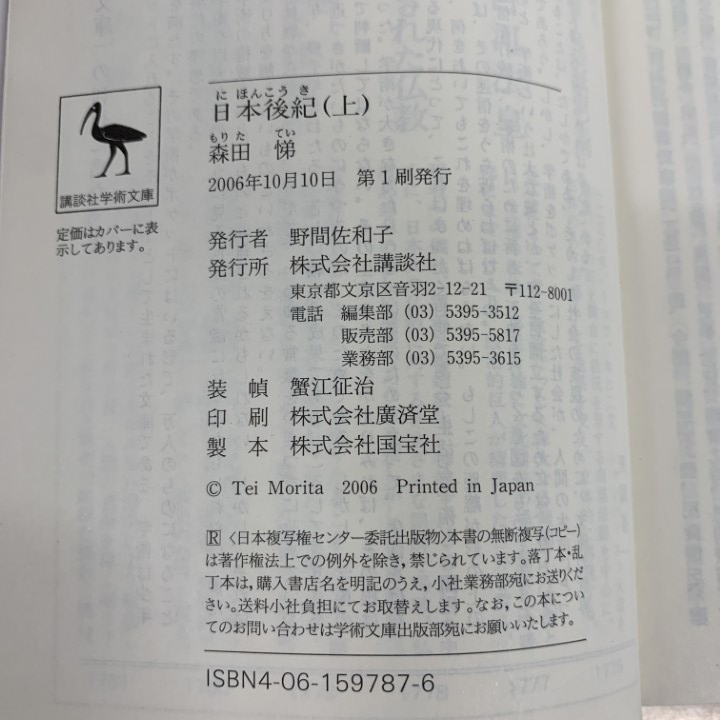 にほんこうき
日本後紀(上)
もりた てい
森田 悌
2006年10月10日 第1刷発行
講談社学術文庫
定価はカバーに表
示してあります。
発行者 野間佐和子
発行所 株式会社講談社
東京都文京区音羽2-12-21 〒112-8001
電話 編集部 (03) 5395-3512
販売部 (03) 5395-5817
業務部 (03) 5395-3615
装 幀 蟹江征治
印 刷 株式会社廣済堂
製 本 株式会社国宝社
© Tei Morita 2006 Printed in Japan
R〈日本複写権センター委託出版物〉本書の無断複写(コピー)
は著作権法上での例外を除き、禁じられています。落丁本・乱
丁本は、購入書店名を明記のうえ、小社業務部宛にお送りくだ
さい。送料小社負担にてお取替えします。なお、この本につい
てのお問い合わせは学術文庫出版部宛にお願いいたします。
ISBN4-06-159787-6